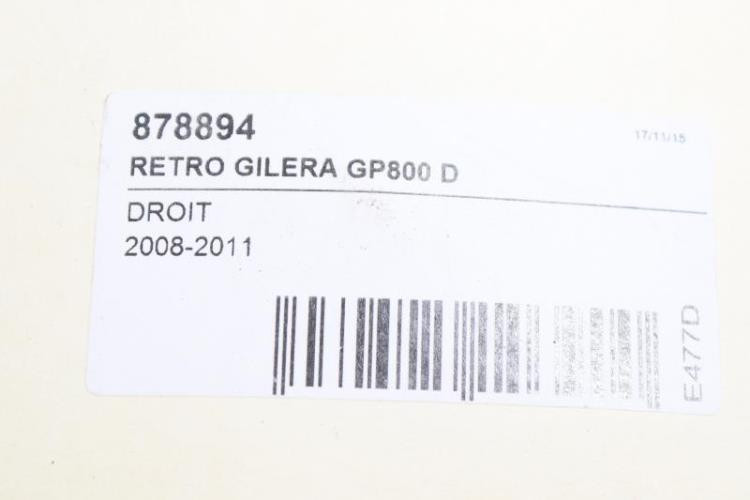 878894
17/11/15
RETRO GILERA GP800 D
DROIT
2008-2011
E477D